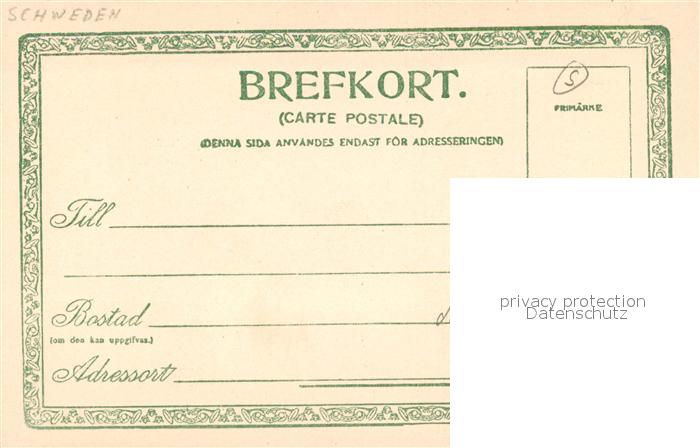 SCHWEDEN
BREFKORT.
(CARTE POSTALE)
(DENNA SIDA ANVÄNDES ENDAST FÖR ADRESSERINGEN)
S
FRIMÄRKE
Till
Bostad
(om den kan uppgifvas.)
Adressort
privacy protection
Datenschutz